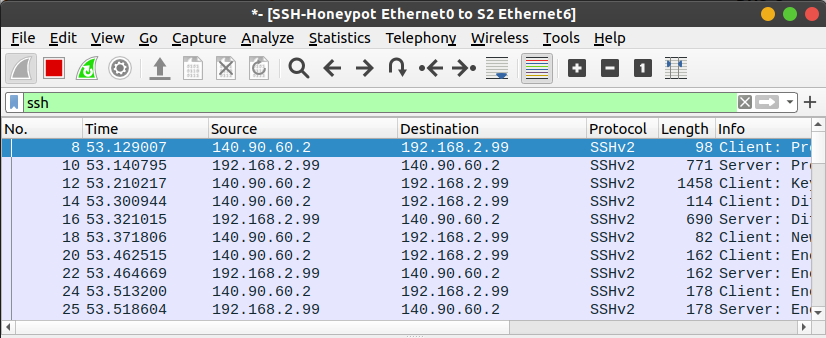 *- [SSH-Honeypot Ethernet0 to S2 Ethernet6]
File Edit View Go Capture Analyze Statistics Telephony Wireless Tools Help
ssh
No. Time Source Destination Protocol Length Info
8 53.129007 140.90.60.2 192.168.2.99 SSHv2 98 Client: Pr
10 53.140795 192.168.2.99 140.90.60.2 SSHv2 771 Server: Pr
12 53.210217 140.90.60.2 192.168.2.99 SSHv2 1458 Client: Key
14 53.300944 140.90.60.2 192.168.2.99 SSHv2 114 Client: Di
16 53.321015 192.168.2.99 140.90.60.2 SSHv2 690 Server: Di
18 53.371806 140.90.60.2 192.168.2.99 SSHv2 82 Client: New
20 53.462515 140.90.60.2 192.168.2.99 SSHv2 162 Client: Enc
22 53.464669 192.168.2.99 140.90.60.2 SSHv2 162 Server: Enc
24 53.513200 140.90.60.2 192.168.2.99 SSHv2 178 Client: Enc
25 53.518604 192.168.2.99 140.90.60.2 SSHv2 178 Server: Enc